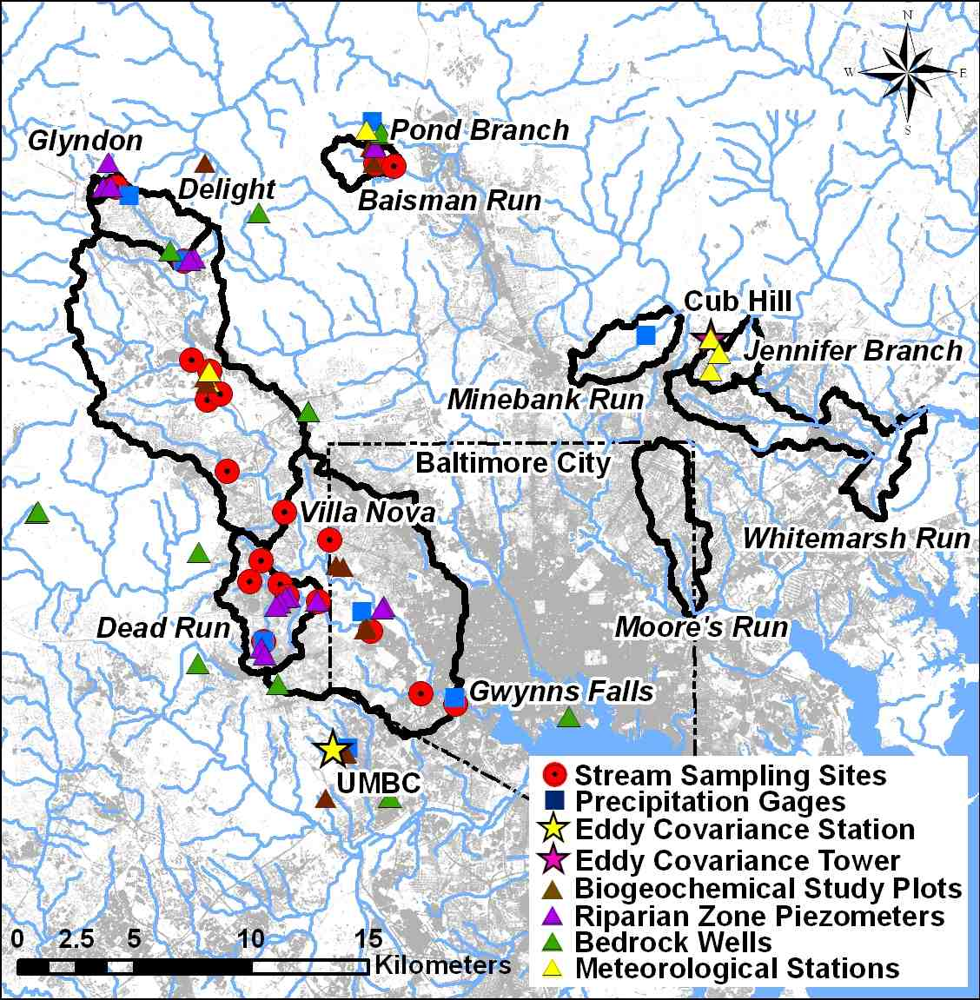 N
W
E
S
Glyndon
Pond Branch
Delight
Baisman Run
Cub Hill
Jennifer Branch
Minebank Run
Baltimore City
Villa Nova
Whitemarsh Run
Dead Run
Moore's Run
Gwynns Falls
UMBC
Stream Sampling Sites
Precipitation Gages
Eddy Covariance Station
Eddy Covariance Tower
Biogeochemical Study Plots
Riparian Zone Piezometers
Bedrock Wells
Meteorological Stations
0 2.5 5 10 15
Kilometers